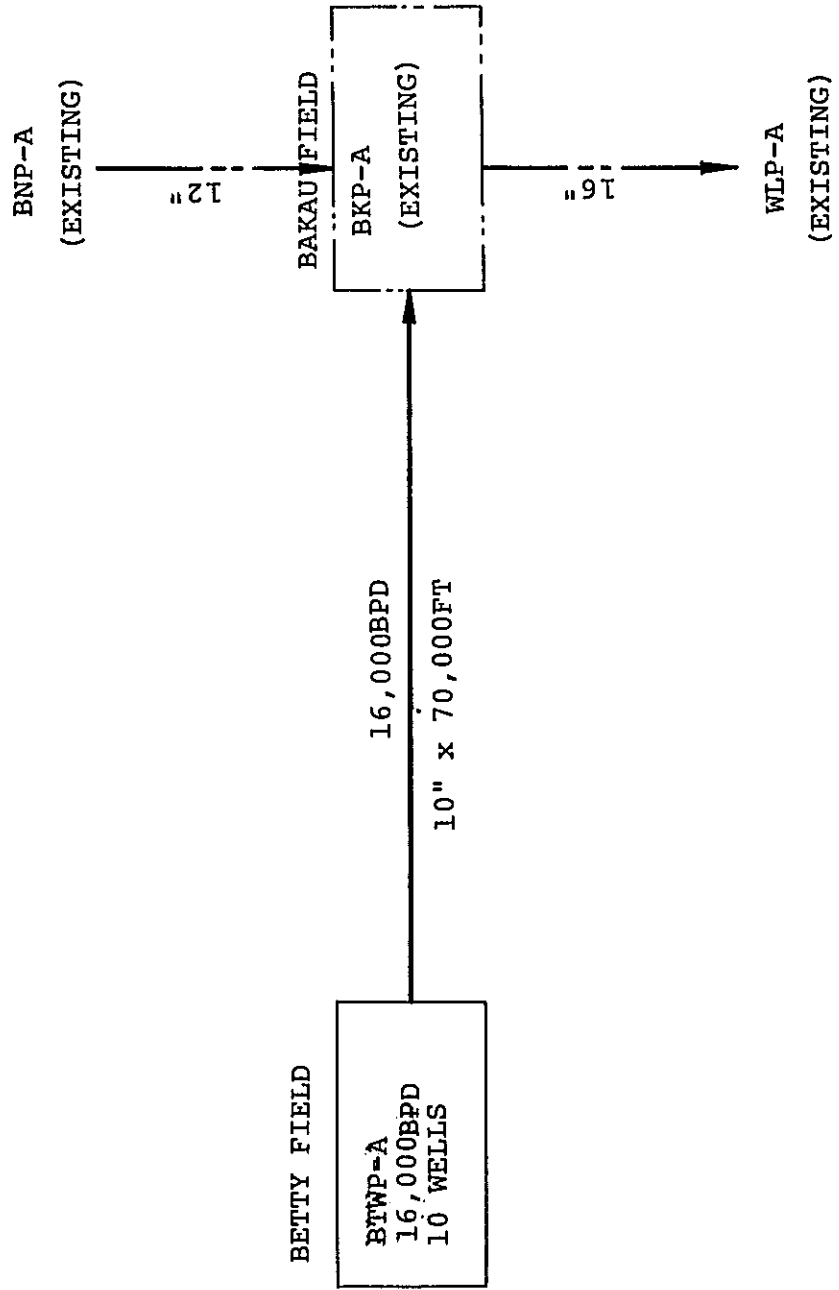 BETTY FIELD
BTWP-A
16,000BPD
10 WELLS
16,000BPD
10" x 70,000FT
BNP-A
(EXISTING)
12"
BAKAU FIELD
BKP-A
(EXISTING)
16"
WLP-A
(EXISTING)